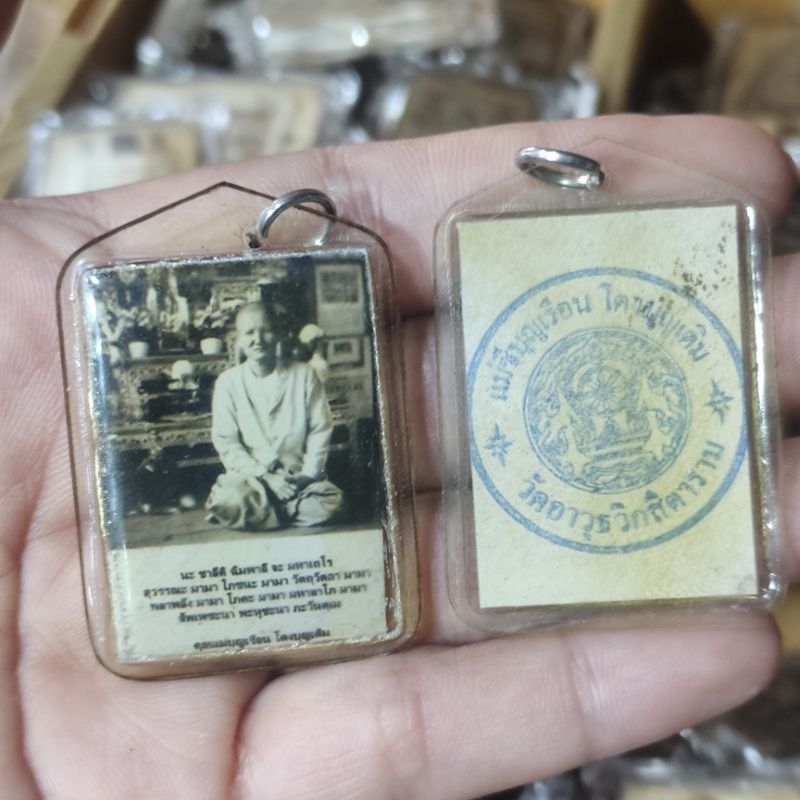 นะ ชาลีติ ฉิมพาลี จะ มหาเถโร
สุวรรณะ มามา โภชนะ มามา วัตถุวัตถา มามา
พลาพลัง มามา โภคะ มามา มหาลาโภ มามา
สัพเพชะนา พะหูชะนา ภะวันตุเม
คุณแม่บุญเรือน โตงบุญเติม
แม่ชีบุญเรือน โตงบุญเติม
วัดอาวุธวิกสิตาราม